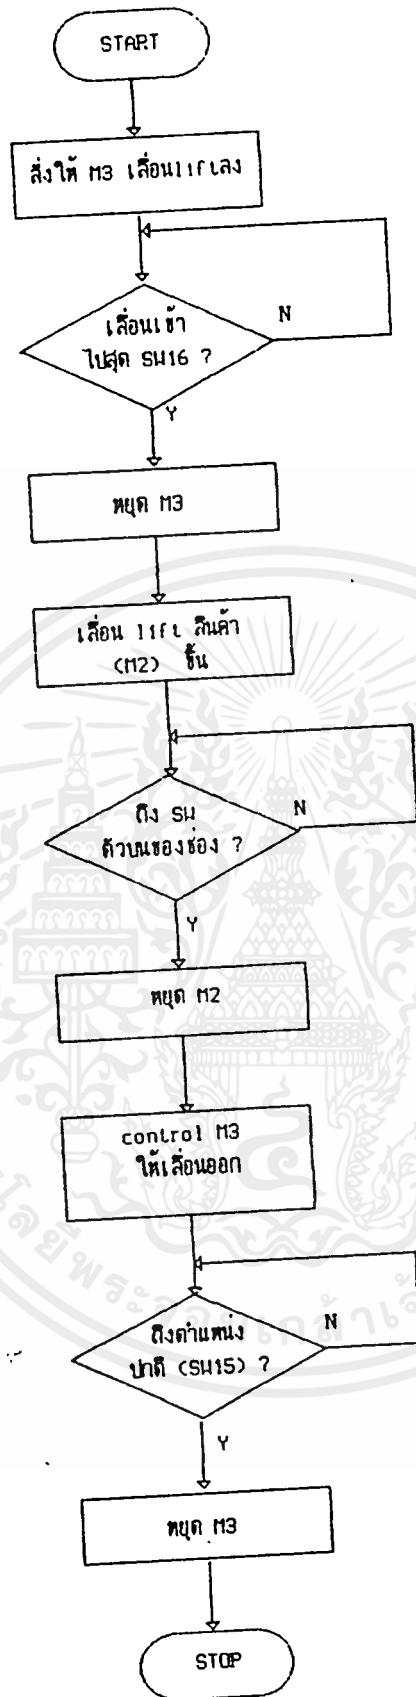 START
สั่งให้ M3 เลื่อนliftลง
เลื่อนเข้า
ไปสุด SW16 ?
N
Y
หยุด M3
เลื่อน lift สินค้า
(M2) ขึ้น
ถึง SW
ตัวบนของช่อง ?
N
Y
หยุด M2
control M3
ให้เลื่อนออก
ถึงตำแหน่ง
ปกติ (SW15) ?
N
Y
หยุด M3
STOP